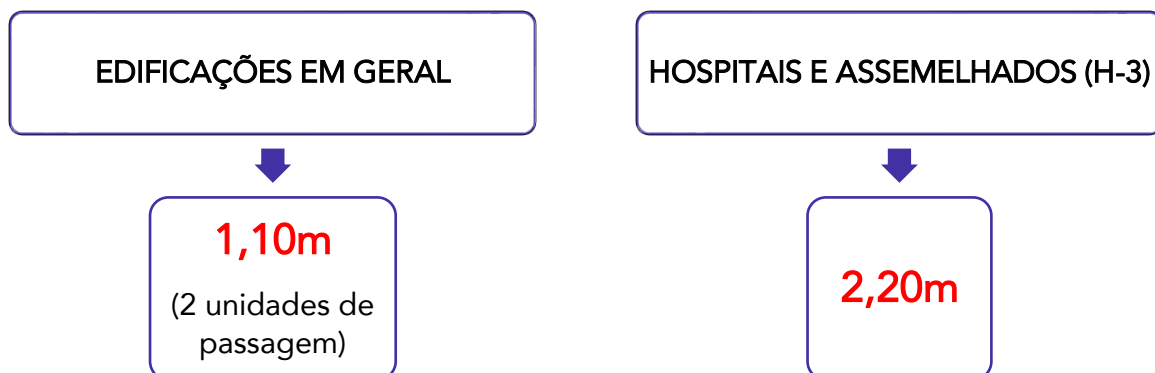 EDIFICAÇÕES EM GERAL
1,10m
(2 unidades de
passagem)
HOSPITAIS E ASSEMELHADOS (H-3)
2,20m